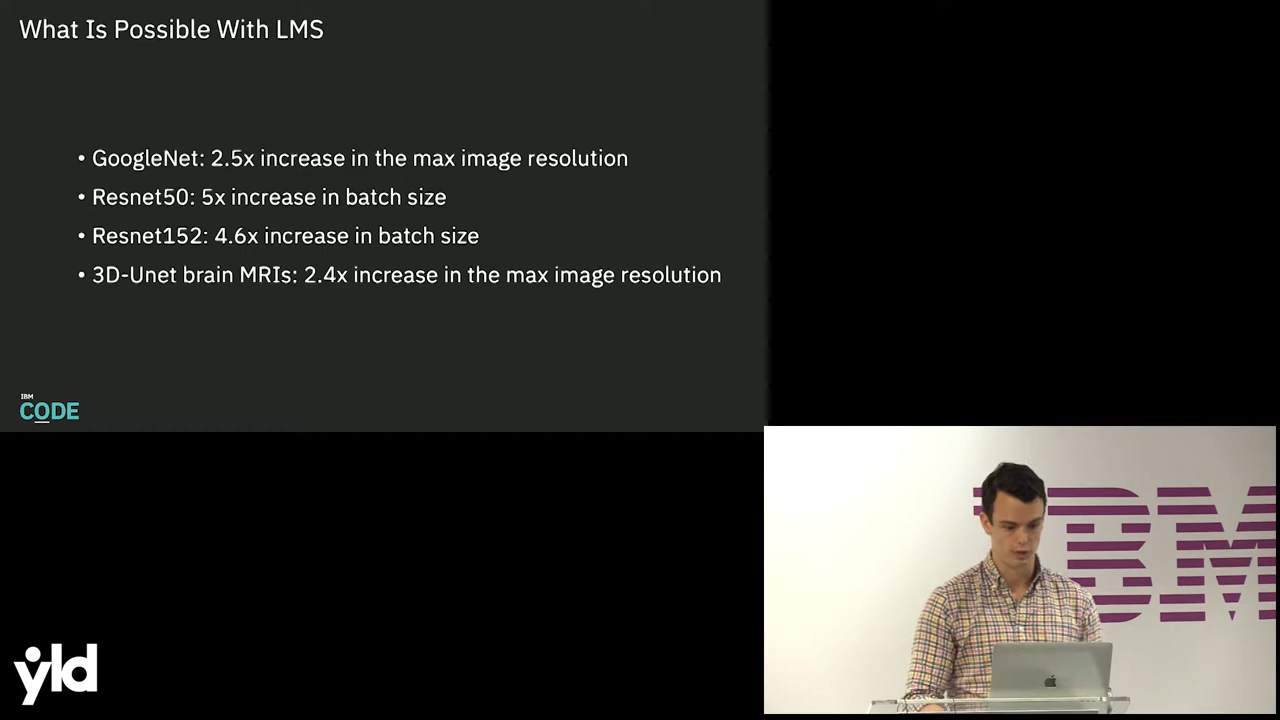 What Is Possible With LMS
• GoogleNet: 2.5x increase in the max image resolution
• Resnet50: 5x increase in batch size
• Resnet152: 4.6x increase in batch size
• 3D-Unet brain MRIs: 2.4x increase in the max image resolution
IBM
CODE
IBM
yld